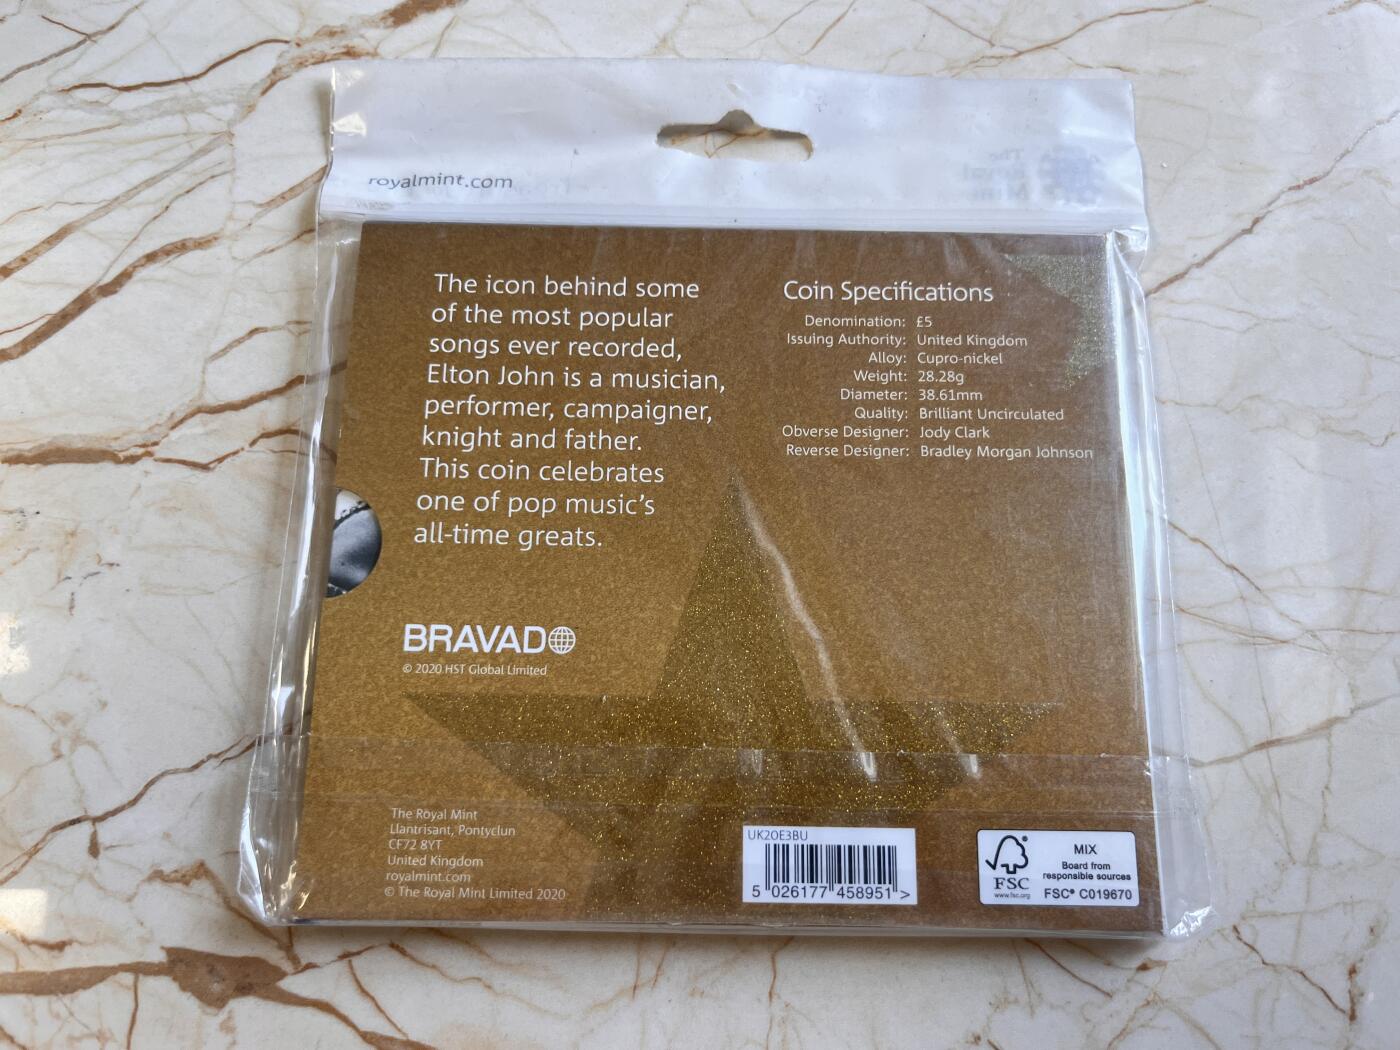 royalmint.com
The icon behind some
of the most popular
songs ever recorded,
Elton John is a musician,
performer, campaigner,
knight and father.
This coin celebrates
one of pop music's
all-time greats.
Coin Specifications
Denomination: £5
Issuing Authority: United Kingdom
Alloy: Cupro-nickel
Weight: 28.28g
Diameter: 38.61mm
Quality: Brilliant Uncirculated
Obverse Designer: Jody Clark
Reverse Designer: Bradley Morgan Johnson
BRAVADO
© 2020 HST Global Limited
The Royal Mint
Llantrisant, Pontyclun
CF72 8YT
United Kingdom
royalmint.com
© The Royal Mint Limited 2020
UK20E3BU
5 026177 458951 >
FSC
www.fsc.org
MIX
Board from
responsible sources
FSC® C019670